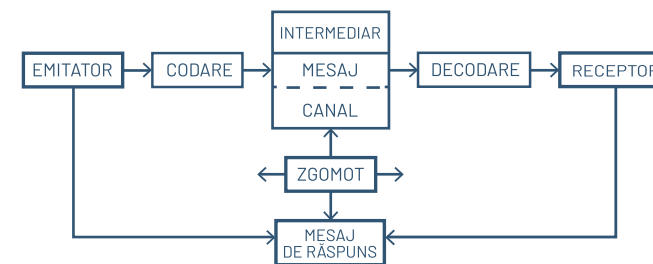 INTERMEDIAR
EMITATOR
CODARE
MESAJ
DECODARE
RECEPTOR
CANAL
ZGOMOT
MESAJ
DE RĂSPUNS